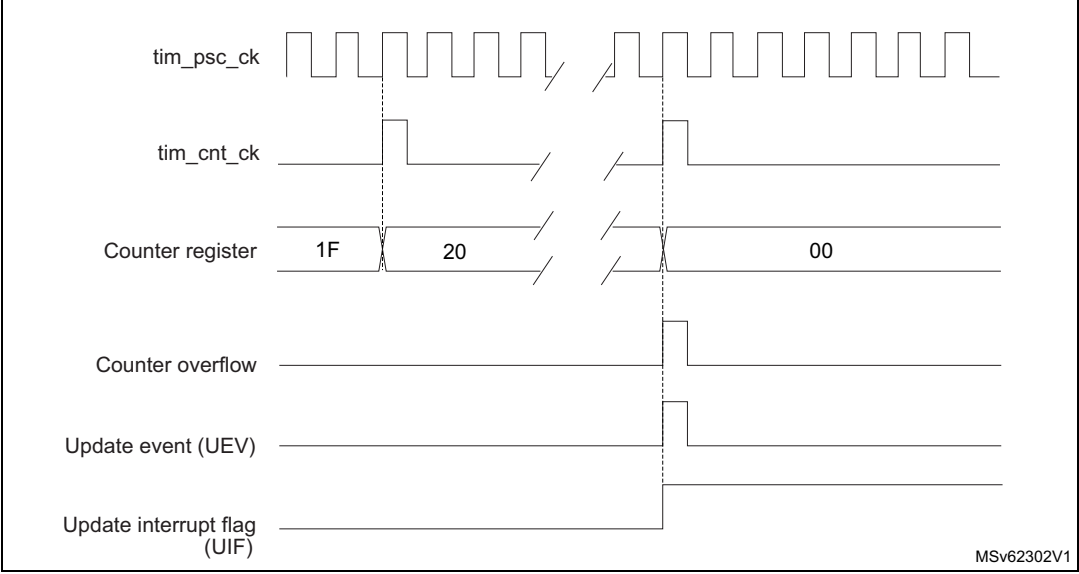 tim_psc_ck
tim_cnt_ck
Counter register 1F 20 00
Counter overflow
Update event (UEV)
Update interrupt flag
(UIF)
MSv62302V1